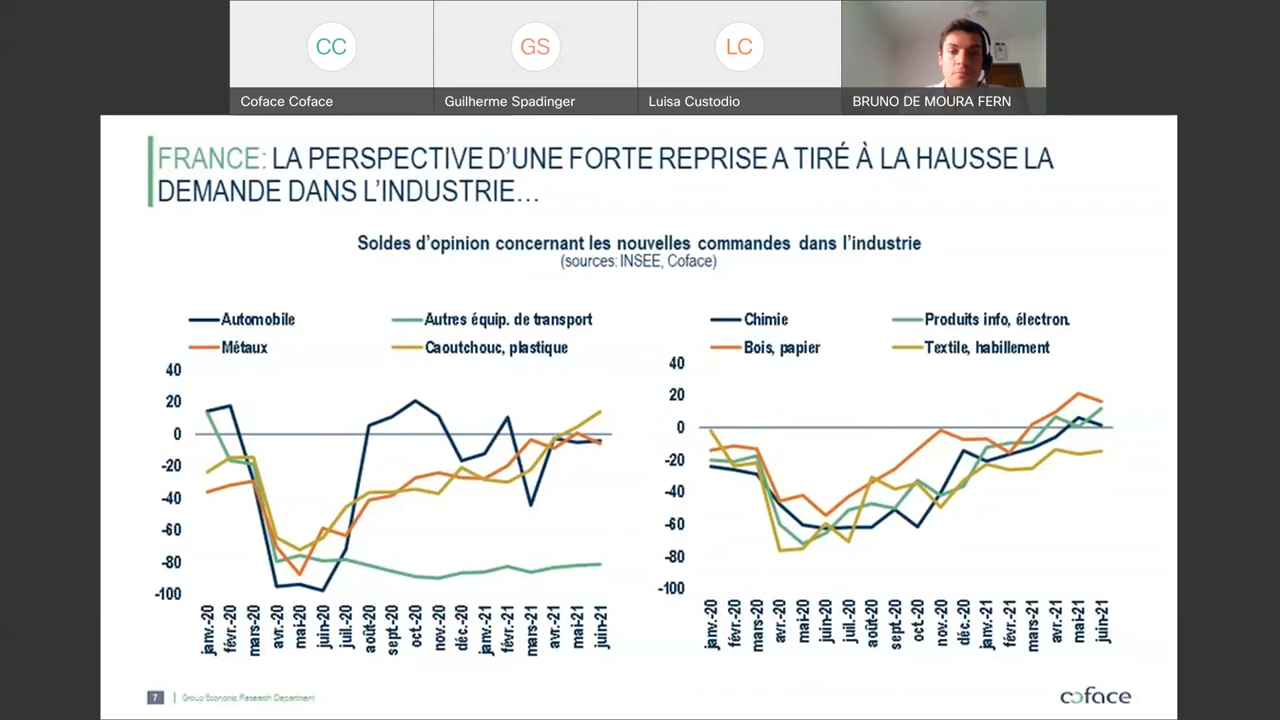 CC
GS
LC
Coface Coface
Guilherme Spadinger
Luisa Custodio
BRUNO DE MOURA FERN
FRANCE: LA PERSPECTIVE D'UNE FORTE REPRISE A TIRÉ À LA HAUSSE LA
DEMANDE DANS L'INDUSTRIE…
Soldes d'opinion concernant les nouvelles commandes dans l'industrie
(sources: INSEE, Coface)
Automobile
Autres équip. de transport
Métaux
Caoutchouc, plastique
40
20
0
-20
-40
-60
-80
-100
janv.-20
févr.-20
mars-20
avr.-20
mai-20
juin-20
juil.-20
août-20
sept.-20
oct.-20
nov.-20
déc.-20
janv.-21
févr.-21
mars-21
avr.-21
mai-21
juin-21
Chimie
Produits info, électron.
Bois, papier
Textile, habillement
40
20
0
-20
-40
-60
-80
-100
janv.-20
févr.-20
mars-20
avr.-20
mai-20
juin-20
juil.-20
août-20
sept.-20
oct.-20
nov.-20
déc.-20
janv.-21
févr.-21
mars-21
avr.-21
mai-21
juin-21
7
Group Economic Research Department
coface